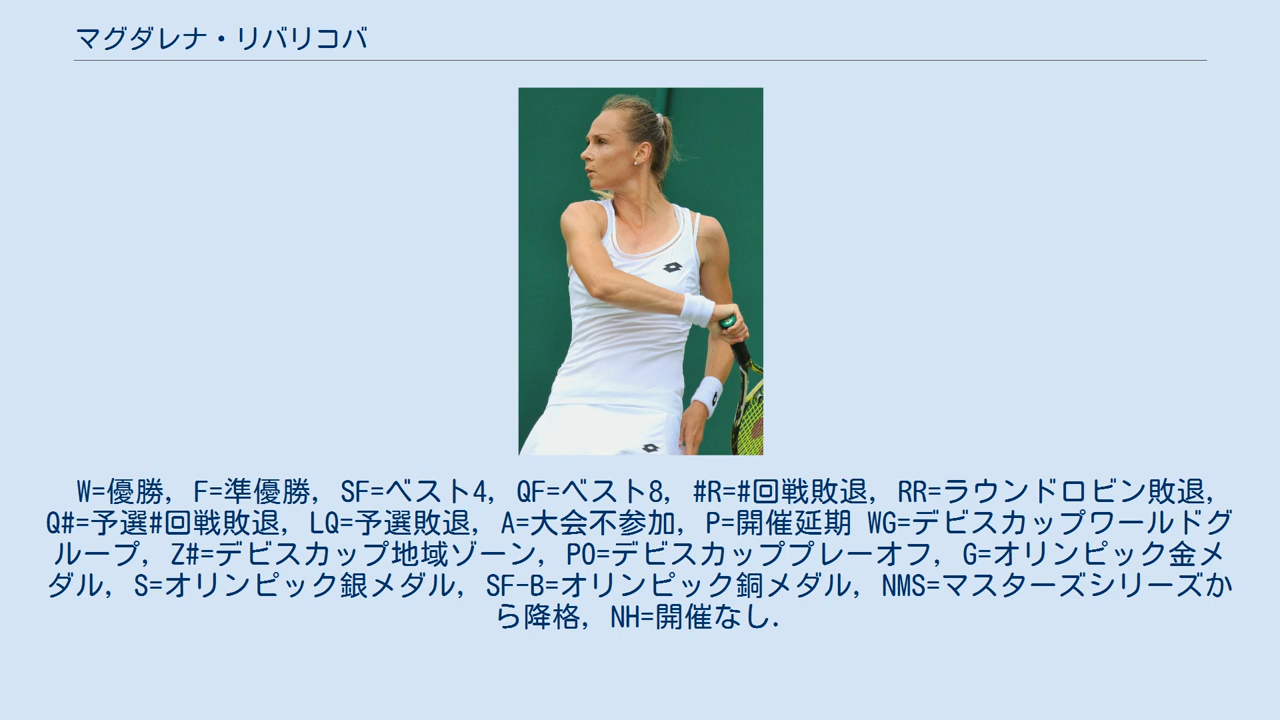 マグダレナ・リバリコバ
W=優勝, F=準優勝, SF=ベスト4, QF=ベスト8, #R=#回戦敗退, RR=ラウンドロビン敗退,
Q#=予選#回戦敗退, LQ=予選敗退, A=大会不参加, P=開催延期 WG=デビスカップワールドグ
ループ, Z#=デビスカップ地域ゾーン, PO=デビスカッププレーオフ, G=オリンピック金メ
ダル, S=オリンピック銀メダル, SF-B=オリンピック銅メダル, NMS=マスターズシリーズか
ら降格, NH=開催なし.